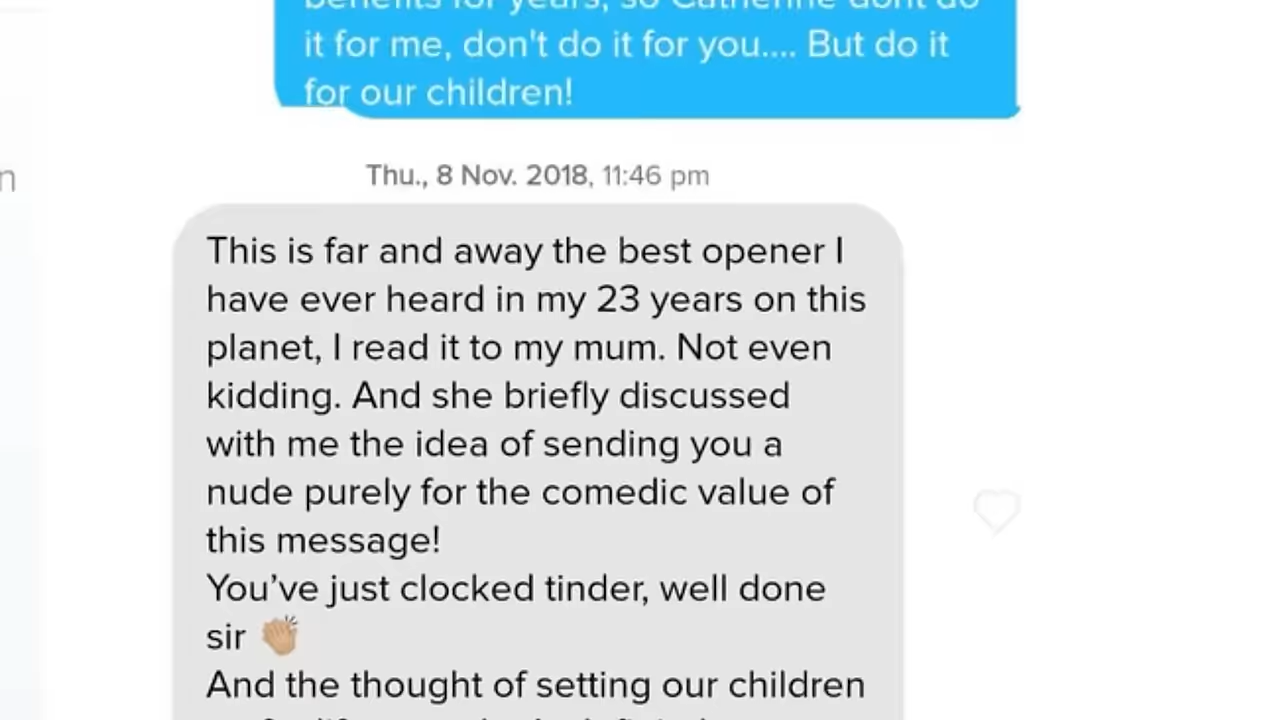 benefits for years, so Catherine dont do
it for me, don't do it for you.... But do it
for our children!
n
Thu., 8 Nov. 2018, 11:46 pm
This is far and away the best opener I
have ever heard in my 23 years on this
planet, I read it to my mum. Not even
kidding. And she briefly discussed
with me the idea of sending you a
nude purely for the comedic value of
this message!
You’ve just clocked tinder, well done
sir 👏🏼
And the thought of setting our children